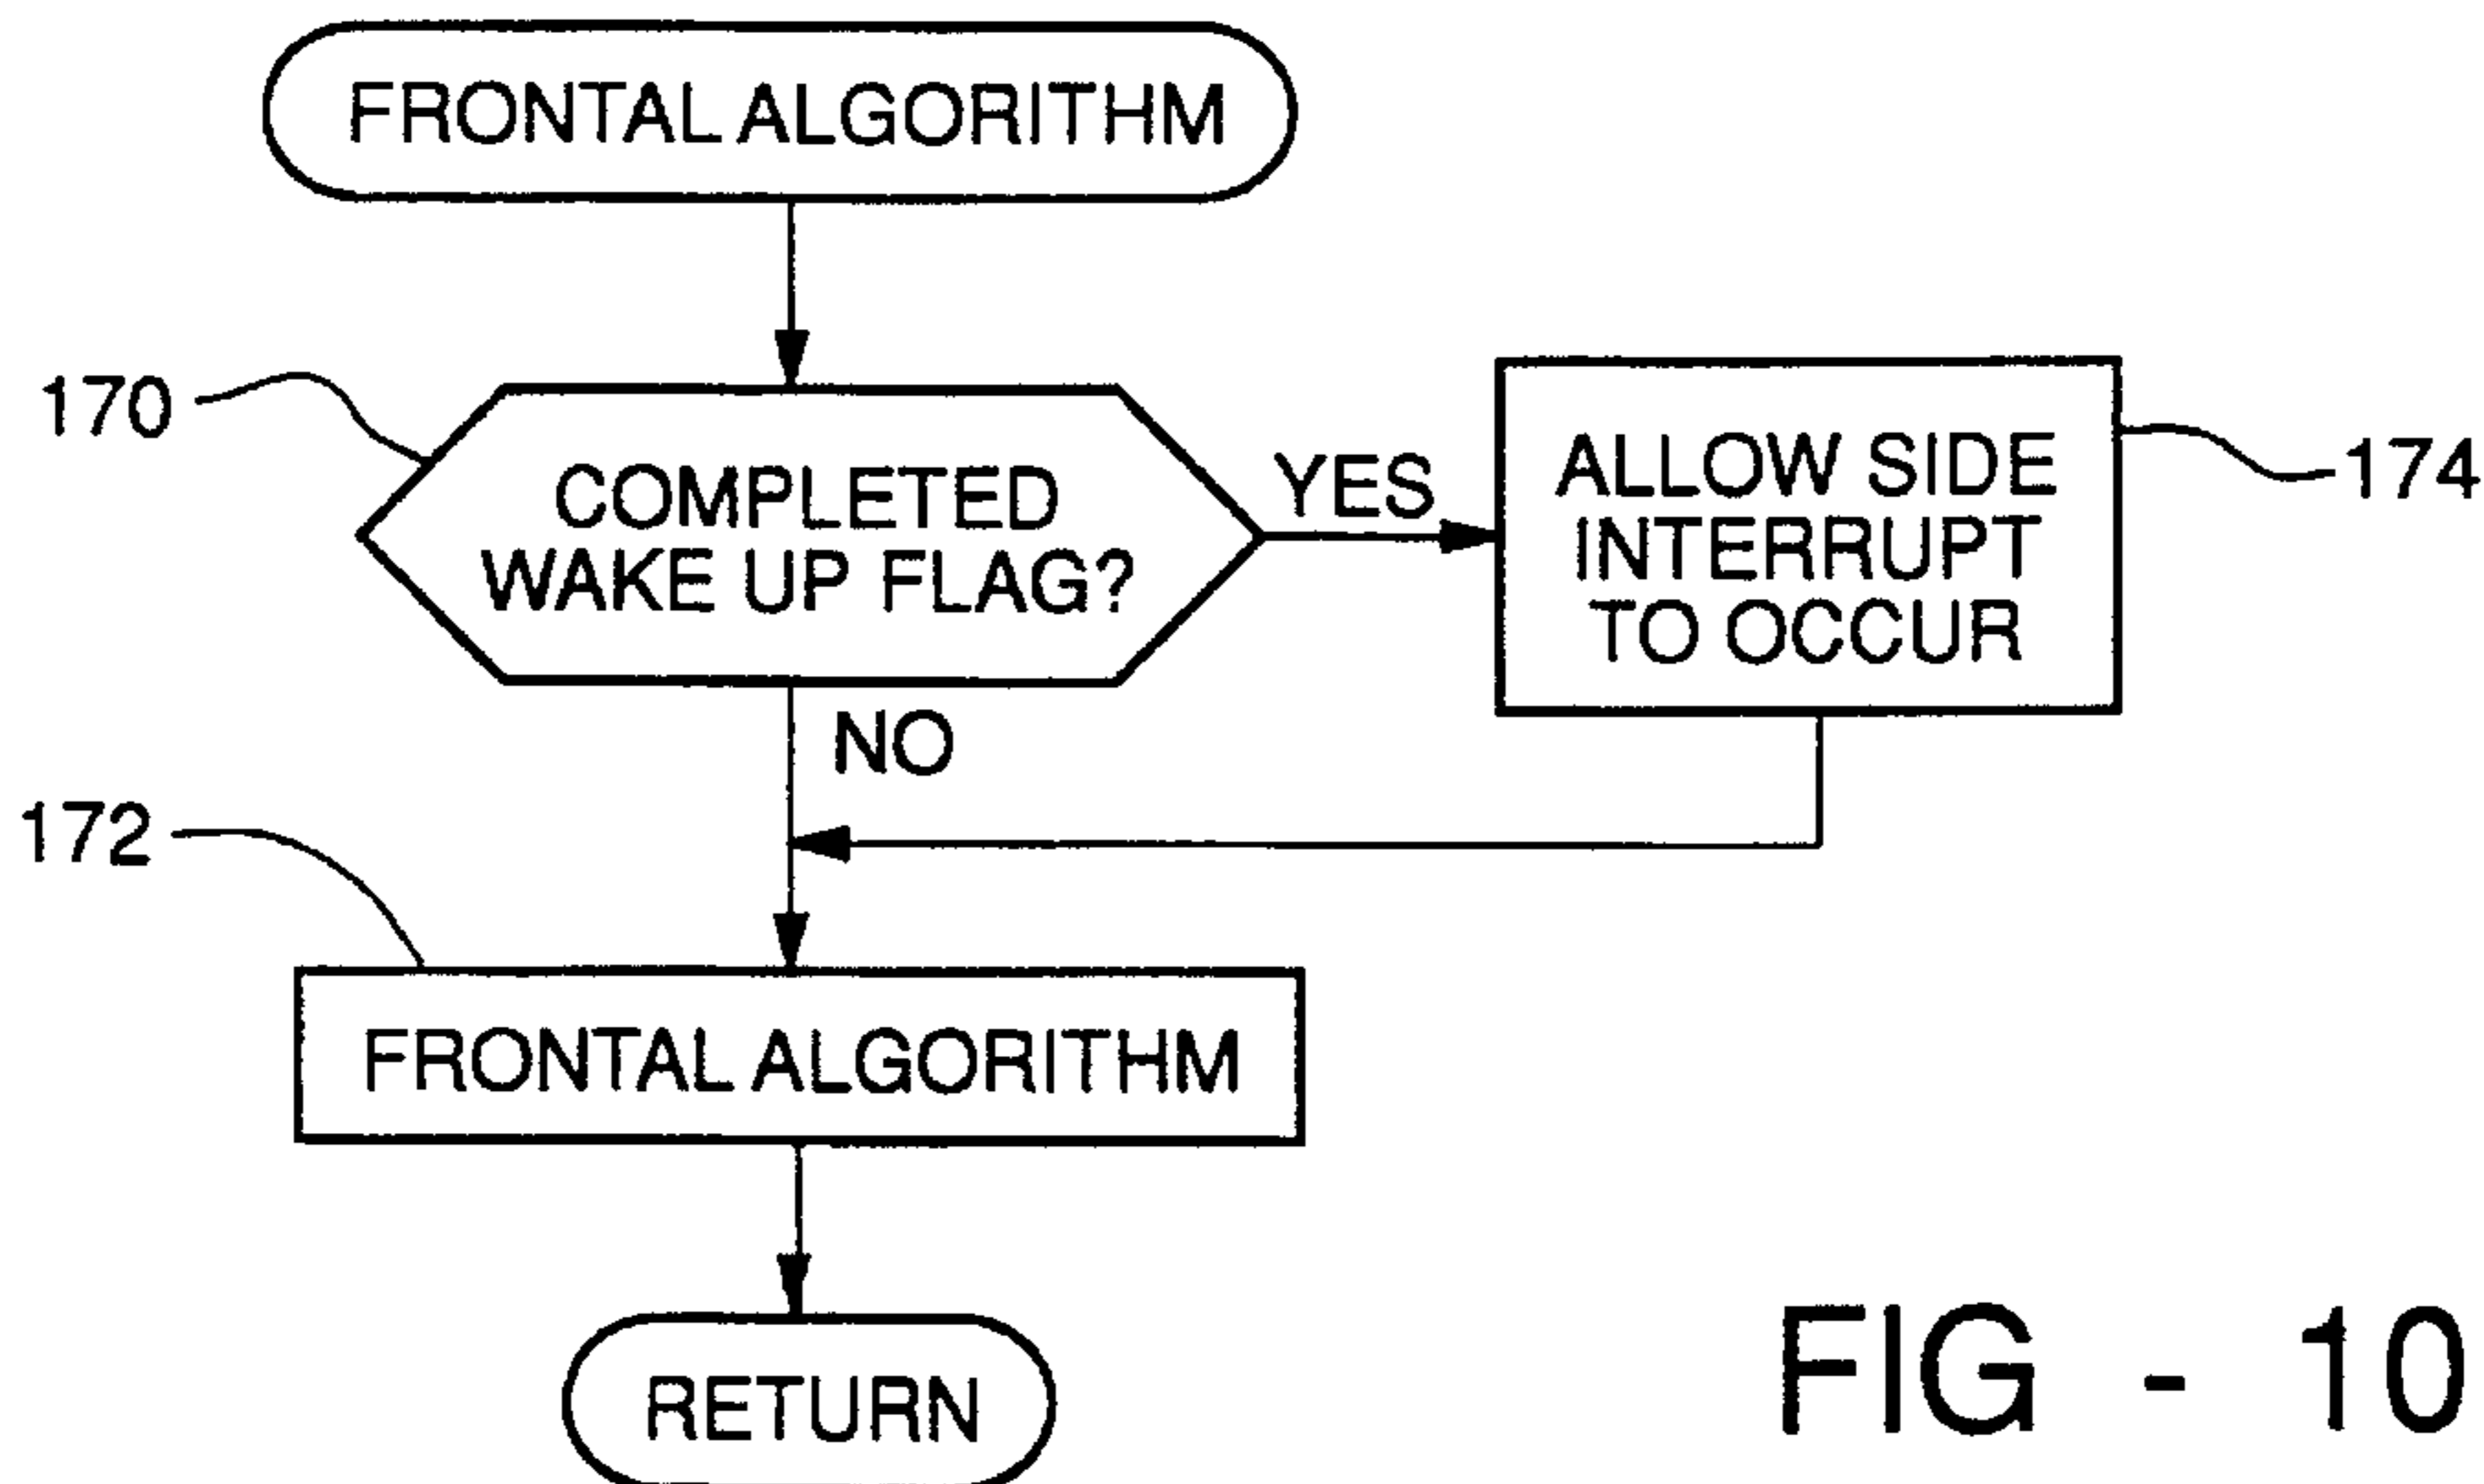 FRONTAL ALGORITHM
170
COMPLETED
WAKE UP FLAG?
YES
ALLOW SIDE
INTERRUPT
TO OCCUR
174
NO
172
FRONTAL ALGORITHM
RETURN
FIG - 10